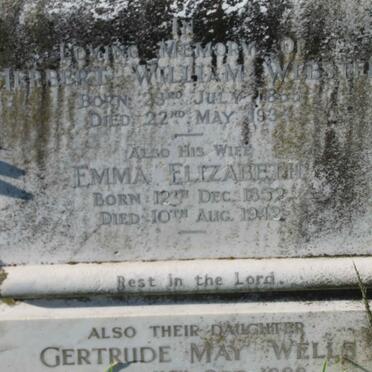 IN
LOVING MEMORY OF
HERBERT WILLIAM
BORN JULY
DIED 22ND MAY
ALSO HIS WIFE
EMMA ELIZABETH
BORN 12TH DEC. 1852
DIED 10TH AUG. 1942
Rest in the Lord.
ALSO THEIR DAUGHTER
GERTRUDE MAY WELLS